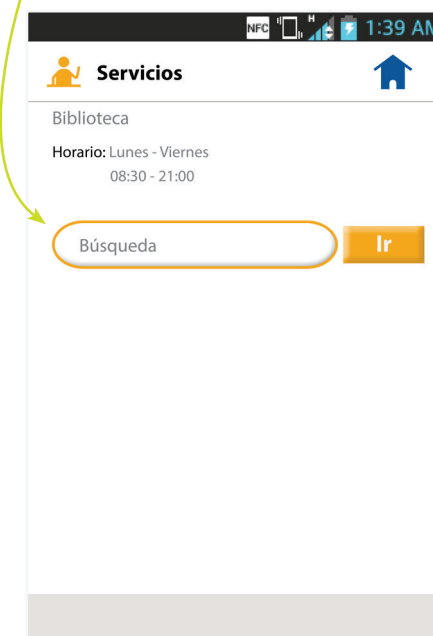 NFC H 1:39 AM
Servicios
Biblioteca
Horario: Lunes - Viernes
08:30 - 21:00
Búsqueda Ir